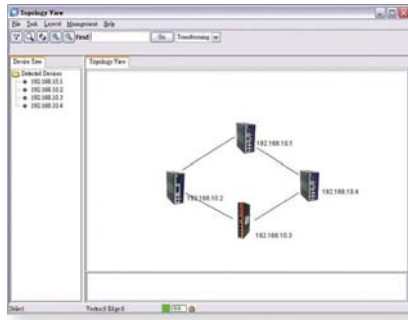 Topology View
File Task Layout Management Help
Find Go Transforming
Device Tree
Topology View
Detected Devices
192.168.10.1
192.168.10.2
192.168.10.3
192.168.10.4
192.168.10.1
192.168.10.2
192.168.10.4
192.168.10.3
Select